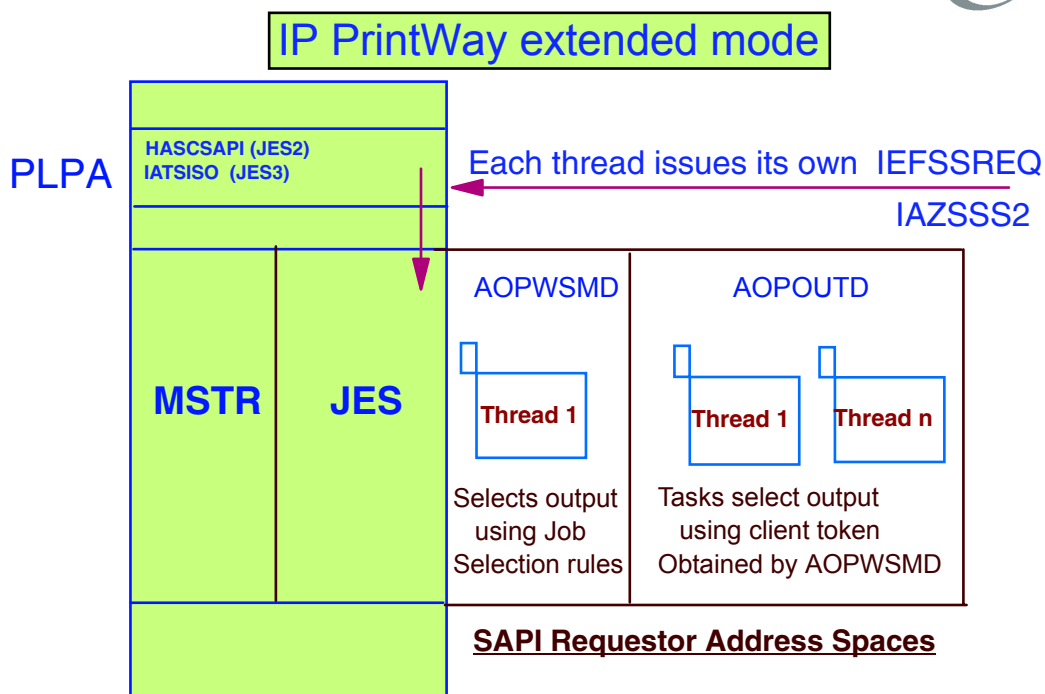 IP PrintWay extended mode
PLPA
HASCSAPI (JES2)
IATSISO (JES3)
Each thread issues its own IEFSSREQ
IAZSSS2
MSTR
JES
AOPWSMD
Thread 1
Selects output
using Job
Selection rules
AOPOUTD
Thread 1
Thread n
Tasks select output
using client token
Obtained by AOPWSMD
SAPI Requestor Address Spaces